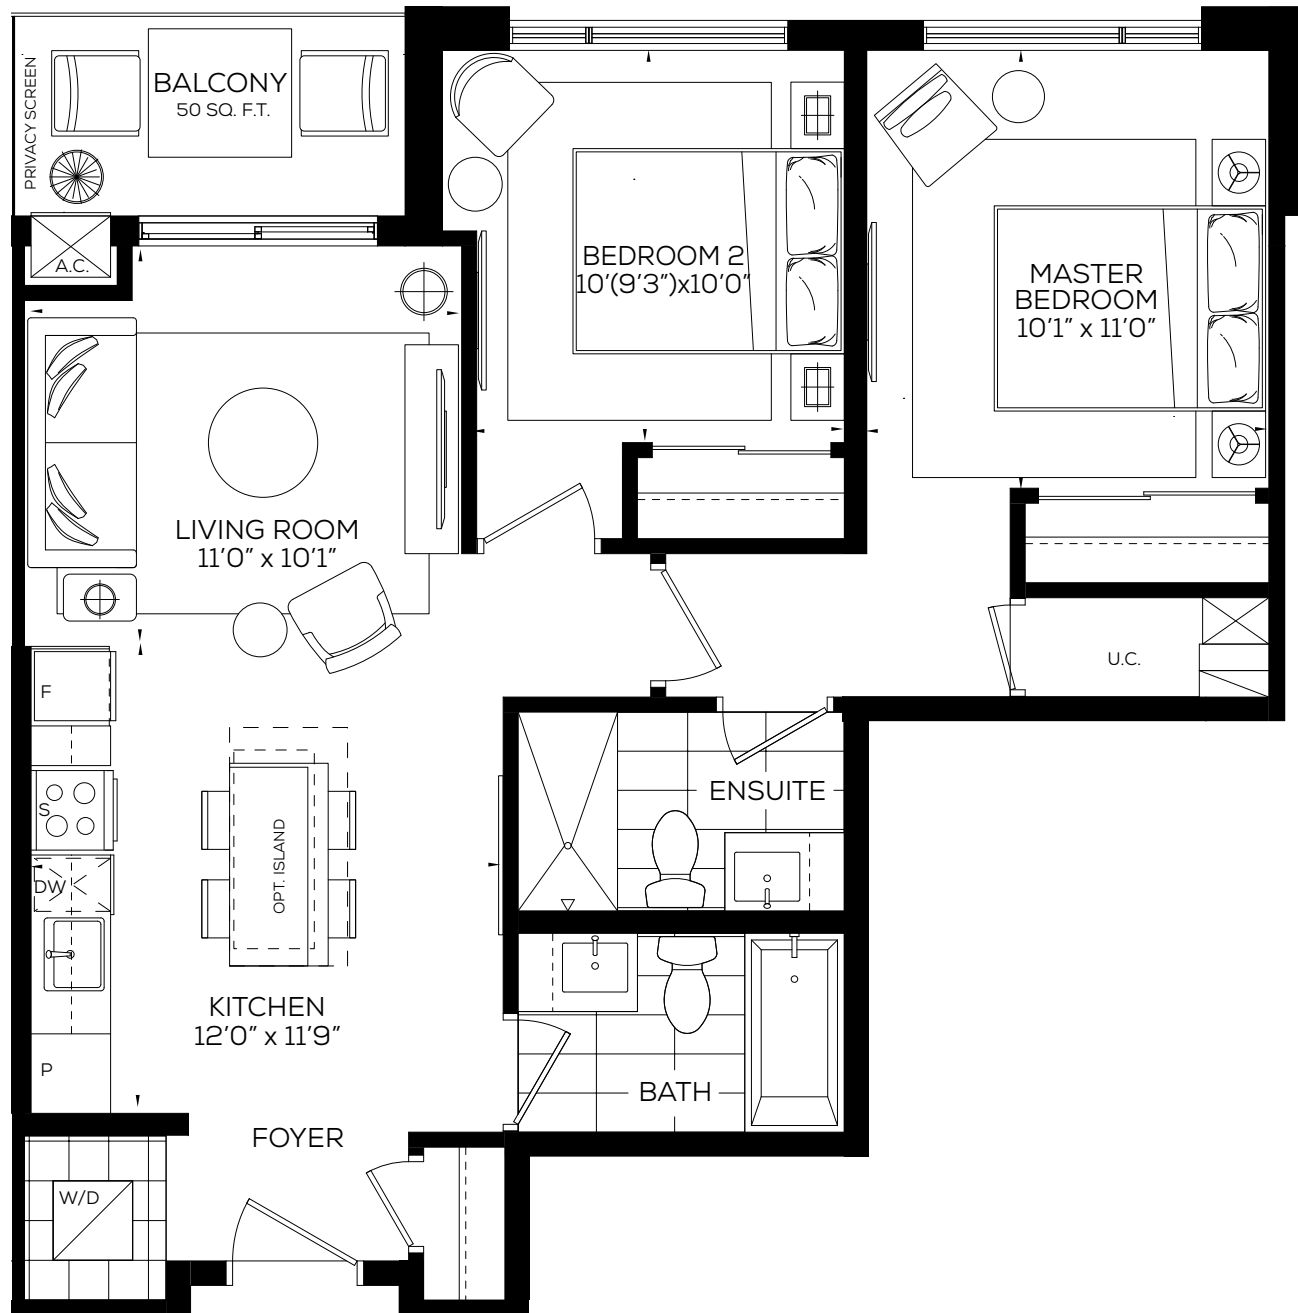 PRIVACY SCREEN
BALCONY
50 SQ. F.T.
A.C.
BEDROOM 2
10'(9'3")x10'0"
MASTER
BEDROOM
10'1" x 11'0"
LIVING ROOM
11'0" x 10'1"
F
U.C.
S
OPT. ISLAND
ENSUITE
DW
KITCHEN
12'0" x 11'9"
P
BATH
FOYER
W/D